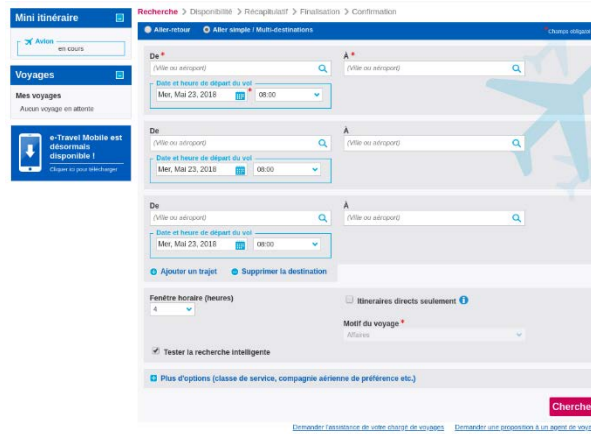 Mini itinéraire
Avion
en cours
Voyages
Mes voyages
Aucun voyage en attente
e-Travel Mobile est
désormais
disponible !
Cliquer ici pour télécharger
Recherche > Disponibilité > Récapitulatif > Finalisation > Confirmation
Aller-retour Aller simple / Multi-destinations
* Champs obligatoi
De * À *
(Ville ou aéroport) (Ville ou aéroport)
Date et heure de départ du vol
Mer, Mai 23, 2018 * 08:00
De À
(Ville ou aéroport) (Ville ou aéroport)
Date et heure de départ du vol
Mer, Mai 23, 2018 08:00
De À
(Ville ou aéroport) (Ville ou aéroport)
Date et heure de départ du vol
Mer, Mai 23, 2018 08:00
Ajouter un trajet Supprimer la destination
Fenêtre horaire (heures)
4
Itineraires directs seulement
Motif du voyage *
Affaires
Tester la recherche intelligente
Plus d'options (classe de service, compagnie aérienne de préférence etc.)
Cherche
Demander l'assistance de votre chargé de voyages Demander une proposition à un agent de voya